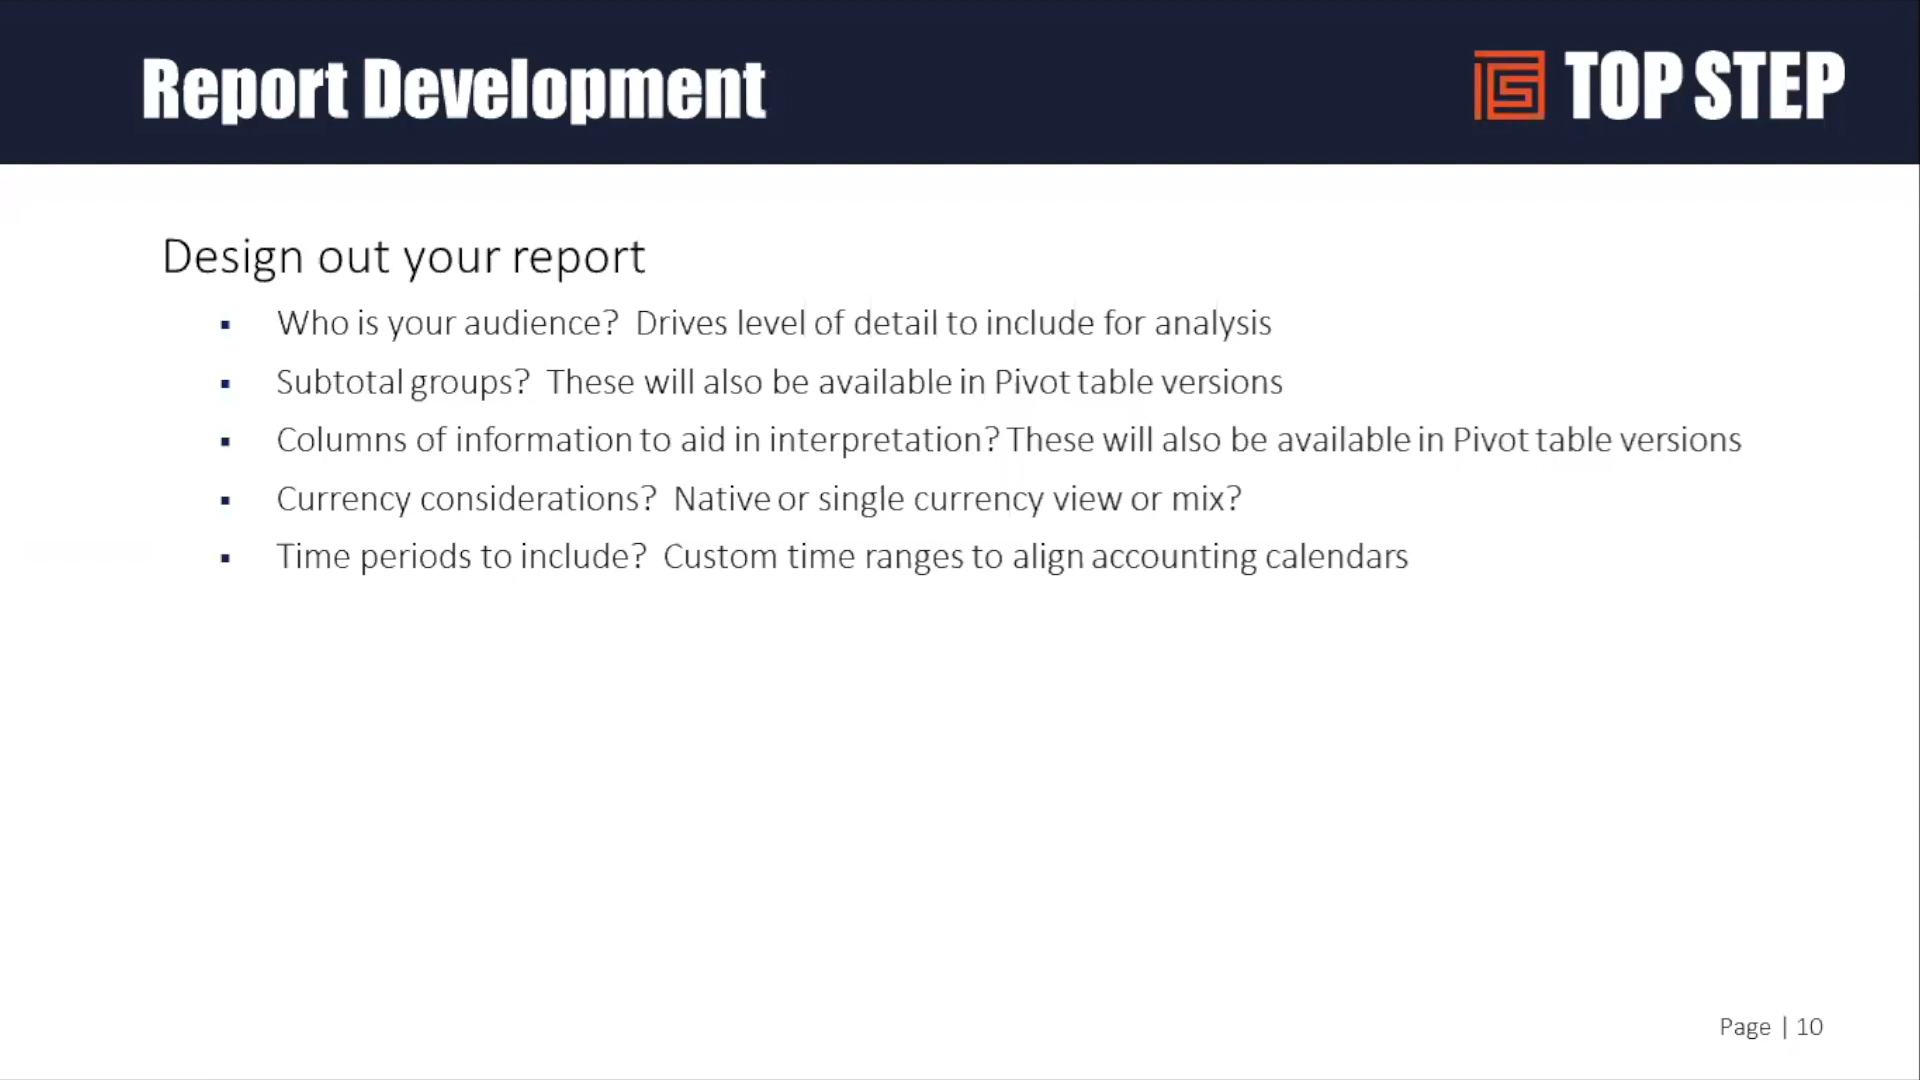 Report Development
TOP STEP
Design out your report
▪ Who is your audience? Drives level of detail to include for analysis
▪ Subtotal groups? These will also be available in Pivot table versions
▪ Columns of information to aid in interpretation? These will also be available in Pivot table versions
▪ Currency considerations? Native or single currency view or mix?
▪ Time periods to include? Custom time ranges to align accounting calendars
Page | 10